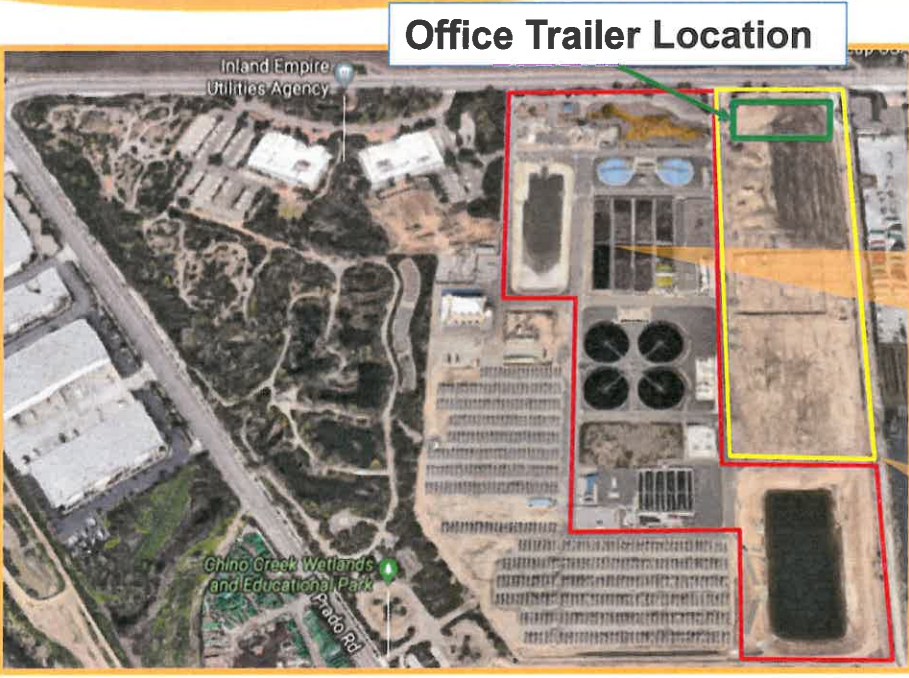 Office Trailer Location
Inland Empire
Utilities Agency
Chino Creek Wetlands
and Educational Park
Prado Rd